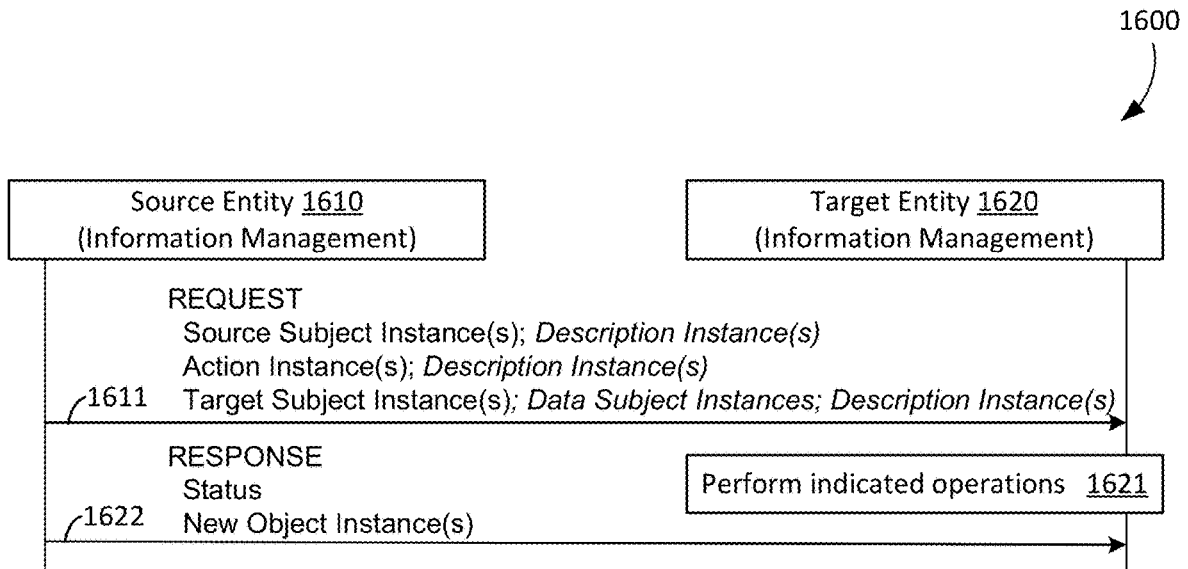 1600
Source Entity 1610
(Information Management)
Target Entity 1620
(Information Management)
REQUEST
Source Subject Instance(s); Description Instance(s)
Action Instance(s); Description Instance(s)
1611
Target Subject Instance(s); Data Subject Instances; Description Instance(s)
RESPONSE
Status
1622
New Object Instance(s)
Perform indicated operations 1621